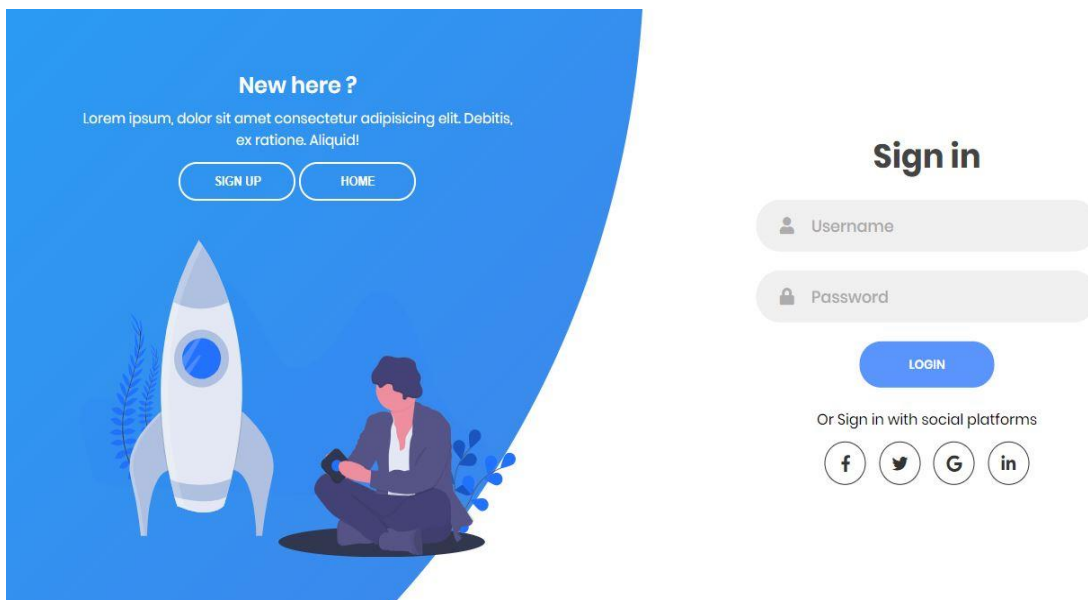 New here ?
Lorem ipsum, dolor sit amet consectetur adipisicing elit. Debitis,
ex ratione. Aliquid!
SIGN UP
HOME
Sign in
Username
Password
LOGIN
Or Sign in with social platforms
f
G
in